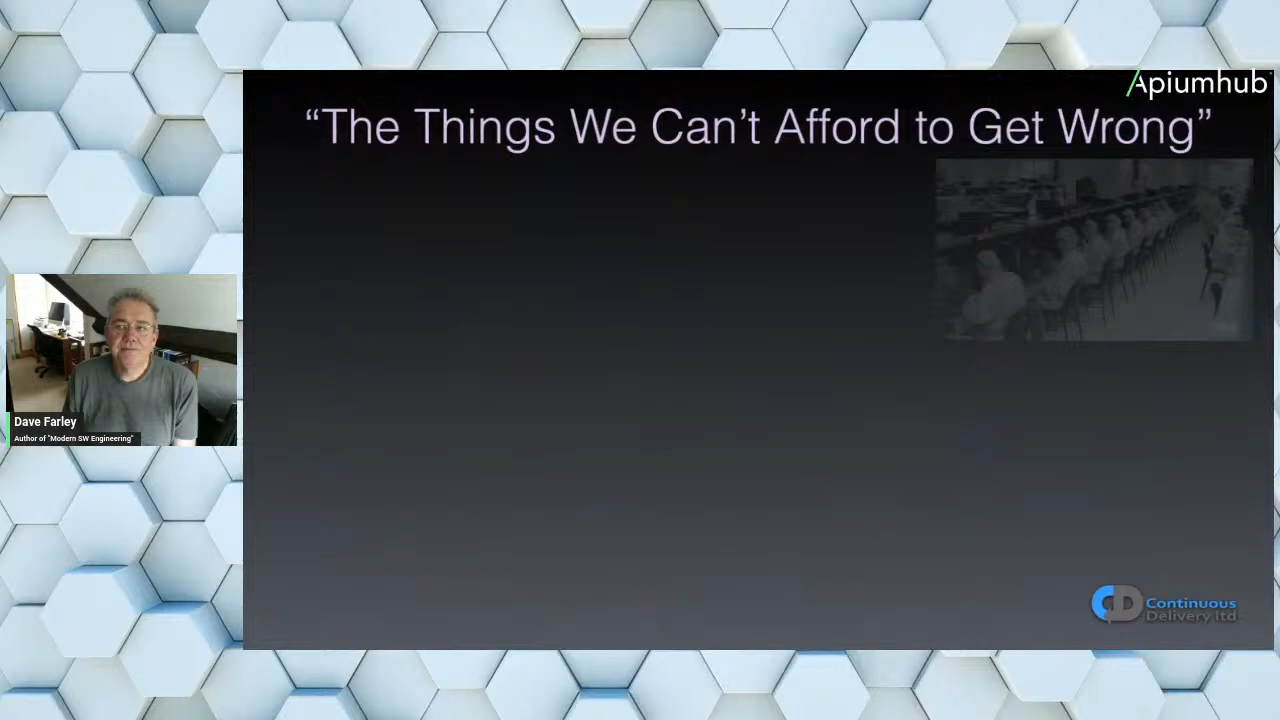 Apiumhub
“The Things We Can’t Afford to Get Wrong”
Dave Farley
Author of "Modern SW Engineering"
CD Continuous
Delivery ltd